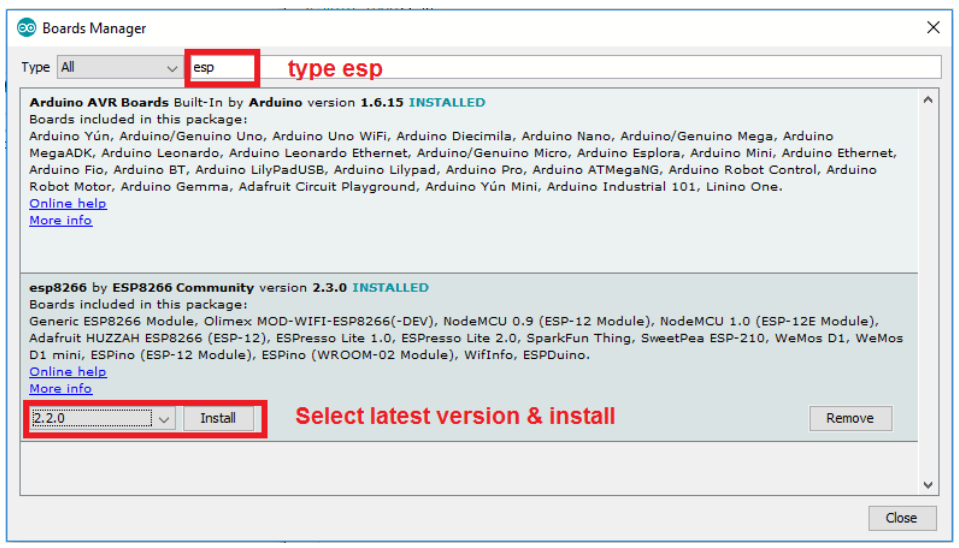 Boards Manager
Type All esp type esp
Arduino AVR Boards Built-In by Arduino version 1.6.15 INSTALLED
Boards included in this package:
Arduino Yún, Arduino/Genuino Uno, Arduino Uno WiFi, Arduino Diecimila, Arduino Nano, Arduino/Genuino Mega, Arduino
MegaADK, Arduino Leonardo, Arduino Leonardo Ethernet, Arduino/Genuino Micro, Arduino Esplora, Arduino Mini, Arduino Ethernet,
Arduino Fio, Arduino BT, Arduino LilyPadUSB, Arduino Lilypad, Arduino Pro, Arduino ATMegaNG, Arduino Robot Control, Arduino
Robot Motor, Arduino Gemma, Adafruit Circuit Playground, Arduino Yún Mini, Arduino Industrial 101, Linino One.
Online help
More info
esp8266 by ESP8266 Community version 2.3.0 INSTALLED
Boards included in this package:
Generic ESP8266 Module, Olimex MOD-WIFI-ESP8266(-DEV), NodeMCU 0.9 (ESP-12 Module), NodeMCU 1.0 (ESP-12E Module),
Adafruit HUZZAH ESP8266 (ESP-12), ESPresso Lite 1.0, ESPresso Lite 2.0, SparkFun Thing, SweetPea ESP-210, WeMos D1, WeMos
D1 mini, ESPino (ESP-12 Module), ESPino (WROOM-02 Module), WifInfo, ESPDuino.
Online help
More info
2.2.0 Install Select latest version & install Remove
Close